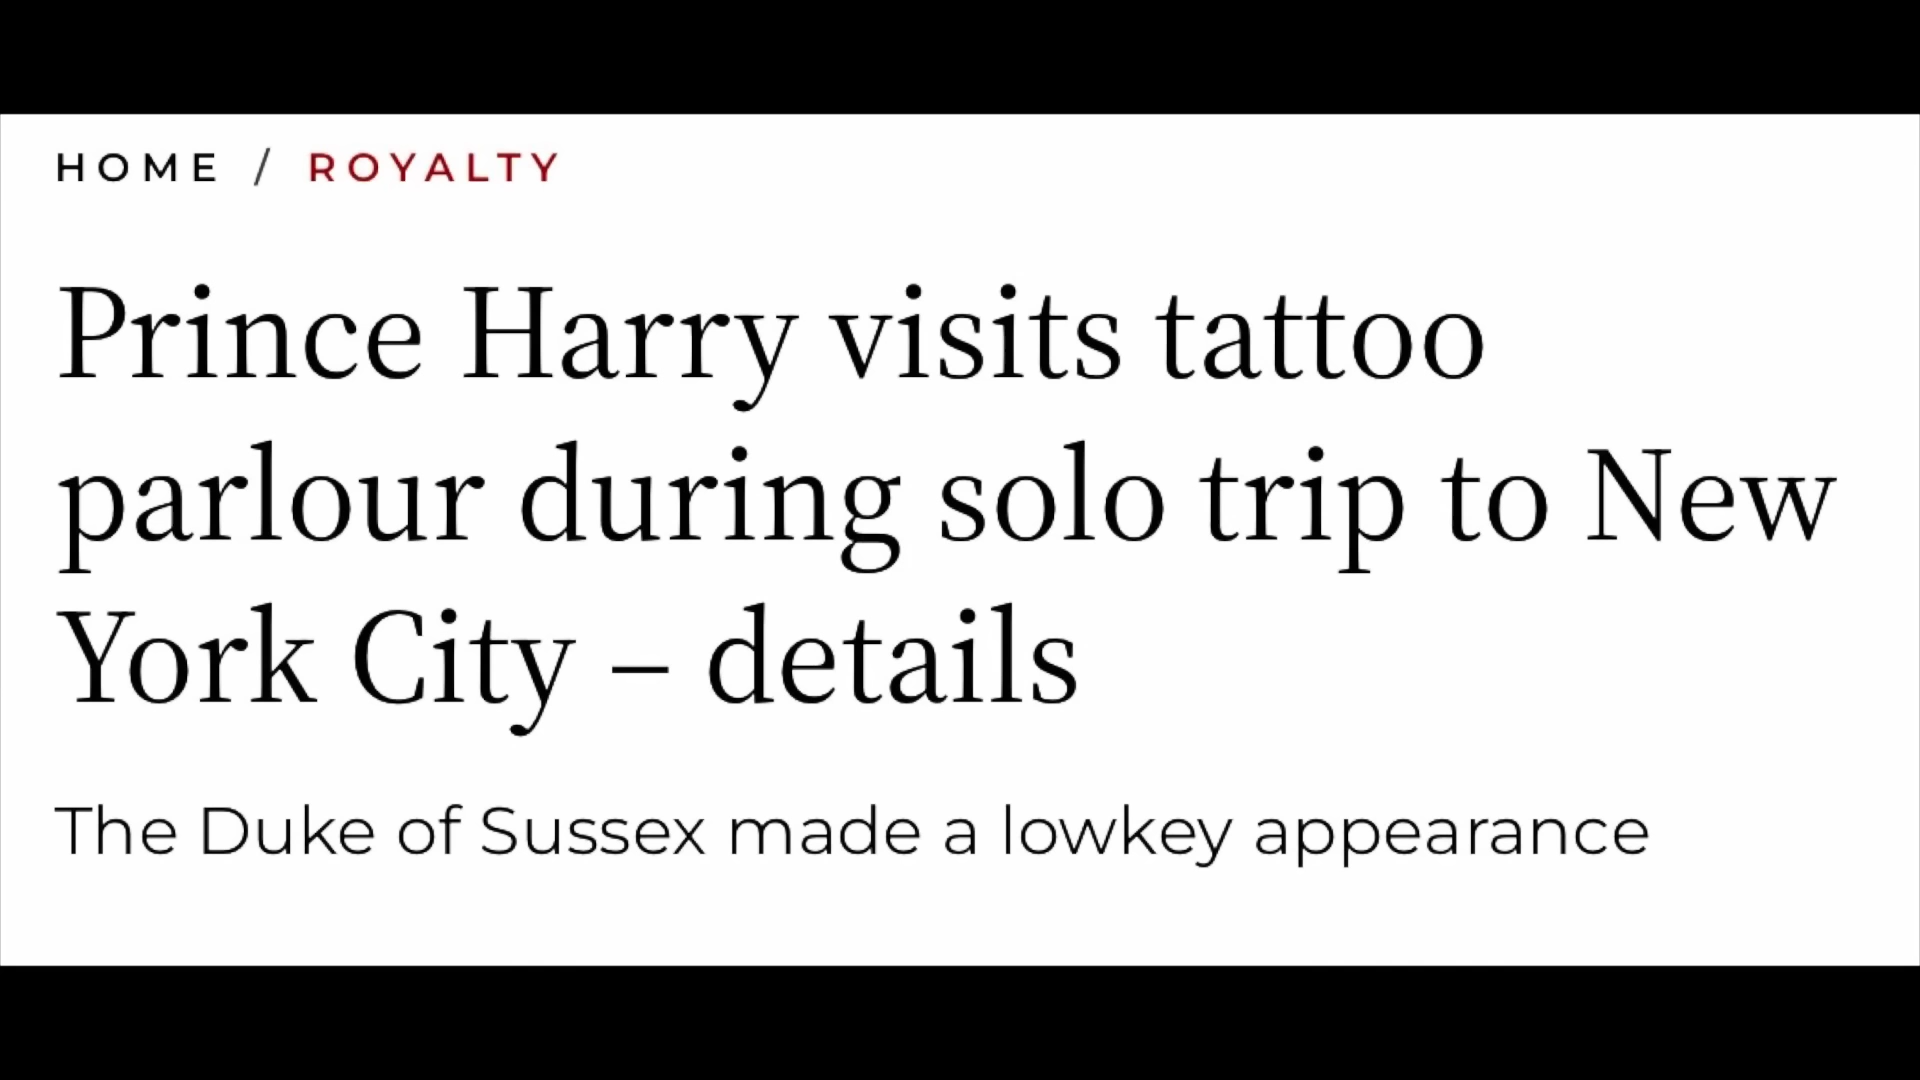 HOME / ROYALTY
Prince Harry visits tattoo
parlour during solo trip to New
York City – details
The Duke of Sussex made a lowkey appearance